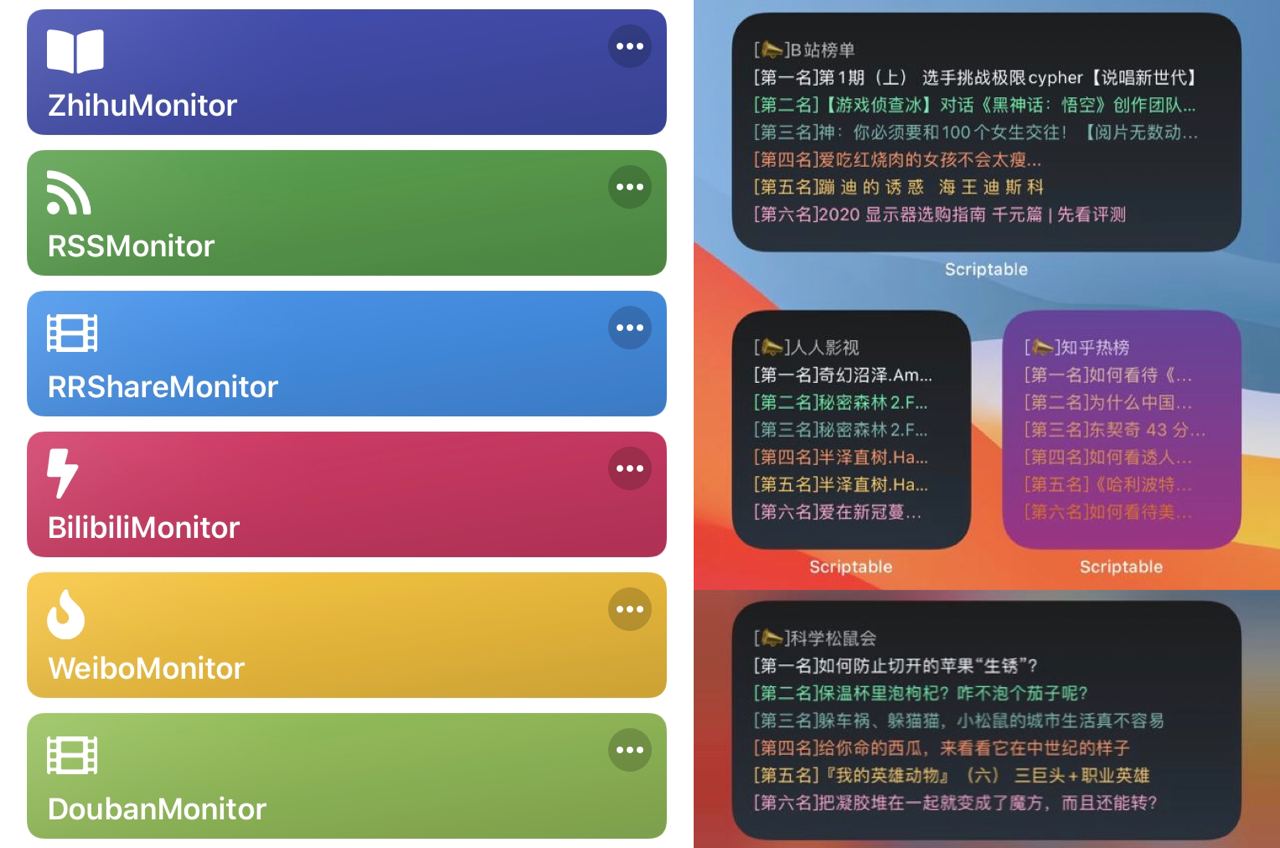 ZhihuMonitor
RSSMonitor
RRShareMonitor
BilibiliMonitor
WeiboMonitor
DoubanMonitor
[📣]B站榜单
[第一名]第1期（上） 选手挑战极限cypher【说唱新世代】
[第二名]【游戏侦查冰】对话《黑神话：悟空》创作团队...
[第三名]神：你必须要和100个女生交往！【阅片无数动...
[第四名]爱吃红烧肉的女孩不会太瘦...
[第五名]蹦 迪 的 诱 惑 海 王 迪 斯 科
[第六名]2020 显示器选购指南 千元篇 | 先看评测
Scriptable
[📣]人人影视
[第一名]奇幻沼泽.Am...
[第二名]秘密森林2.F...
[第三名]秘密森林2.F...
[第四名]半泽直树.Ha...
[第五名]半泽直树.Ha...
[第六名]爱在新冠蔓...
Scriptable
[📣]知乎热榜
[第一名]如何看待《...
[第二名]为什么中国...
[第三名]东契奇 43 分...
[第四名]如何看透人...
[第五名]《哈利波特...
[第六名]如何看待美...
Scriptable
[📣]科学松鼠会
[第一名]如何防止切开的苹果“生锈”?
[第二名]保温杯里泡枸杞？咋不泡个茄子呢?
[第三名]躲车祸、躲猫猫，小松鼠的城市生活真不容易
[第四名]给你命的西瓜，来看看它在中世纪的样子
[第五名]『我的英雄动物』（六） 三巨头+职业英雄
[第六名]把凝胶堆在一起就变成了魔方，而且还能转?